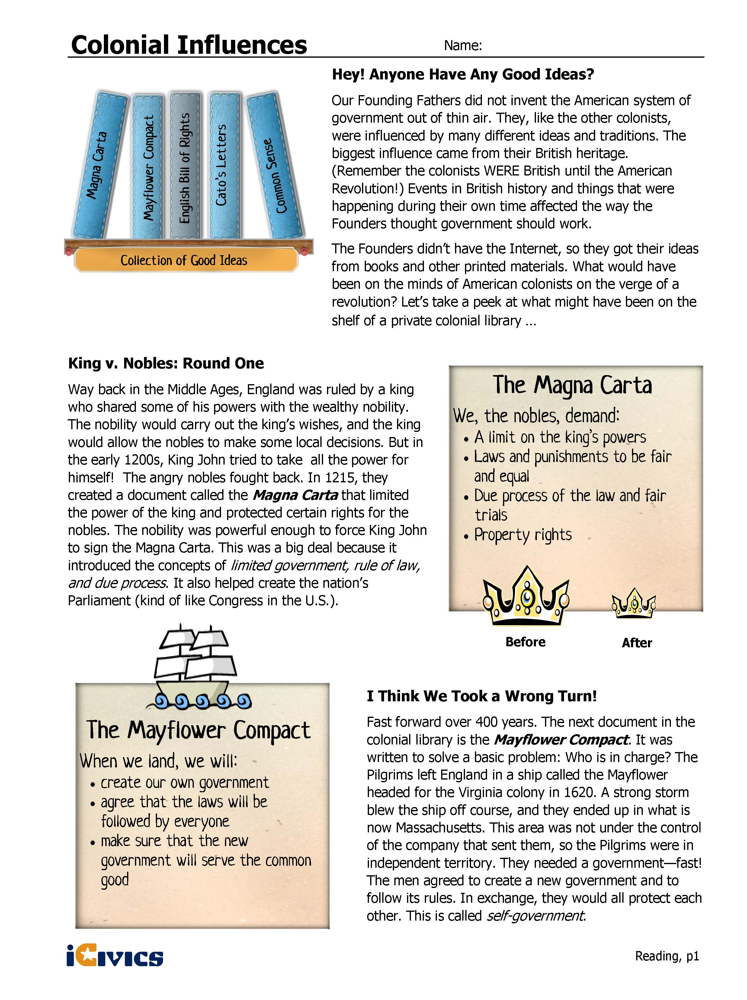 Colonial Influences
Name:
Magna Carta
Mayflower Compact
English Bill of Rights
Cato's Letters
Common Sense
Collection of Good Ideas
Hey! Anyone Have Any Good Ideas?
Our Founding Fathers did not invent the American system of
government out of thin air. They, like the other colonists,
were influenced by many different ideas and traditions. The
biggest influence came from their British heritage.
(Remember the colonists WERE British until the American
Revolution!) Events in British history and things that were
happening during their own time affected the way the
Founders thought government should work.
The Founders didn't have the Internet, so they got their ideas
from books and other printed materials. What would have
been on the minds of American colonists on the verge of a
revolution? Let's take a peek at what might have been on the
shelf of a private colonial library ...
King v. Nobles: Round One
Way back in the Middle Ages, England was ruled by a king
who shared some of his powers with the wealthy nobility.
The nobility would carry out the king's wishes, and the king
would allow the nobles to make some local decisions. But in
the early 1200s, King John tried to take all the power for
himself! The angry nobles fought back. In 1215, they
created a document called the Magna Carta that limited
the power of the king and protected certain rights for the
nobles. The nobility was powerful enough to force King John
to sign the Magna Carta. This was a big deal because it
introduced the concepts of limited government, rule of law,
and due process. It also helped create the nation's
Parliament (kind of like Congress in the U.S.).
The Magna Carta
We, the nobles, demand:
• A limit on the king's powers
• Laws and punishments to be fair
and equal
• Due process of the law and fair
trials
• Property rights
Before
After
The Mayflower Compact
When we land, we will:
• create our own government
• agree that the laws will be
followed by everyone
• make sure that the new
government will serve the common
good
I Think We Took a Wrong Turn!
Fast forward over 400 years. The next document in the
colonial library is the Mayflower Compact. It was
written to solve a basic problem: Who is in charge? The
Pilgrims left England in a ship called the Mayflower
headed for the Virginia colony in 1620. A strong storm
blew the ship off course, and they ended up in what is
now Massachusetts. This area was not under the control
of the company that sent them, so the Pilgrims were in
independent territory. They needed a government—fast!
The men agreed to create a new government and to
follow its rules. In exchange, they would all protect each
other. This is called self-government.
iCivics
Reading, p1